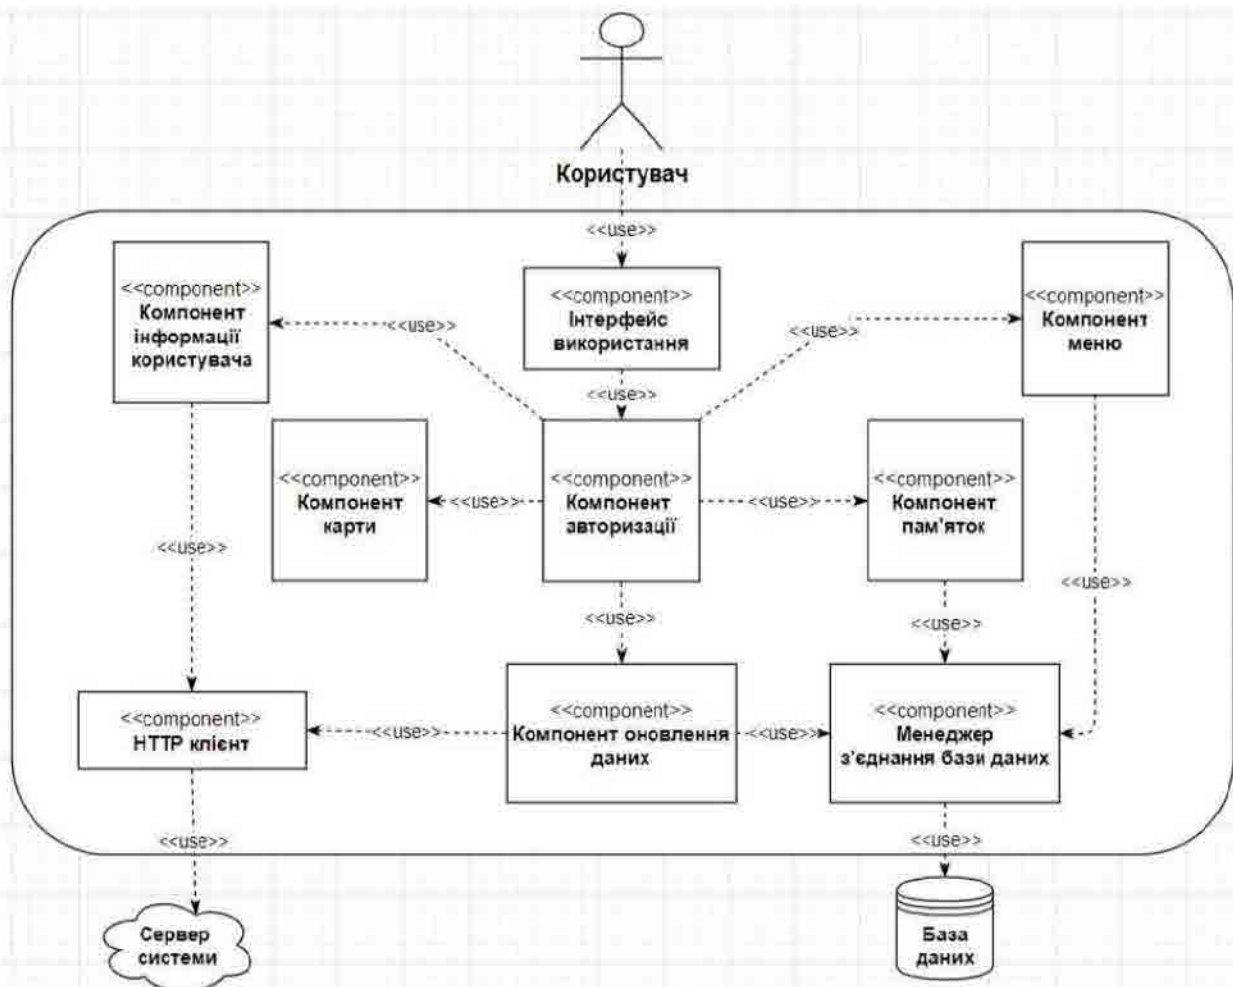 Користувач
<<use>>
<<component>>
Компонент
інформації
користувача
<<use>>
<<component>>
Інтерфейс
використання
<<use>>
<<component>>
Компонент
меню
<<use>>
<<component>>
Компонент
карти
<<use>>
<<component>>
Компонент
авторизації
<<use>>
<<component>>
Компонент
пам'яток
<<use>>
<<use>>
<<use>>
<<use>>
<<component>>
HTTP клієнт
<<use>>
<<component>>
Компонент оновлення
даних
<<use>>
<<component>>
Менеджер
з'єднання бази даних
<<use>>
<<use>>
Сервер
системи
База
даних